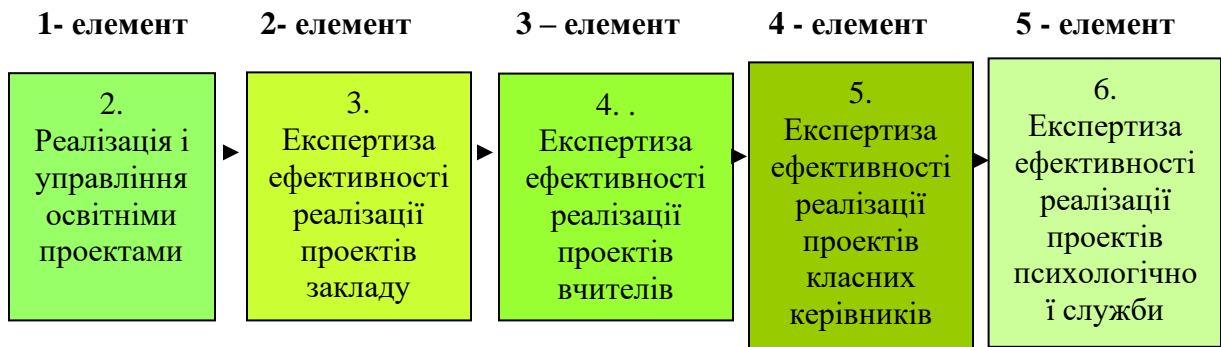 1- елемент 2- елемент 3 – елемент 4 - елемент 5 - елемент
2.
Реалізація і
управління
освітніми
проектами
3.
Експертиза
ефективності
реалізації
проектів
закладу
4. .
Експертиза
ефективності
реалізації
проектів
вчителів
5.
Експертиза
ефективності
реалізації
проектів
класних
керівників
6.
Експертиза
ефективності
реалізації
проектів
психологічно
ї служби